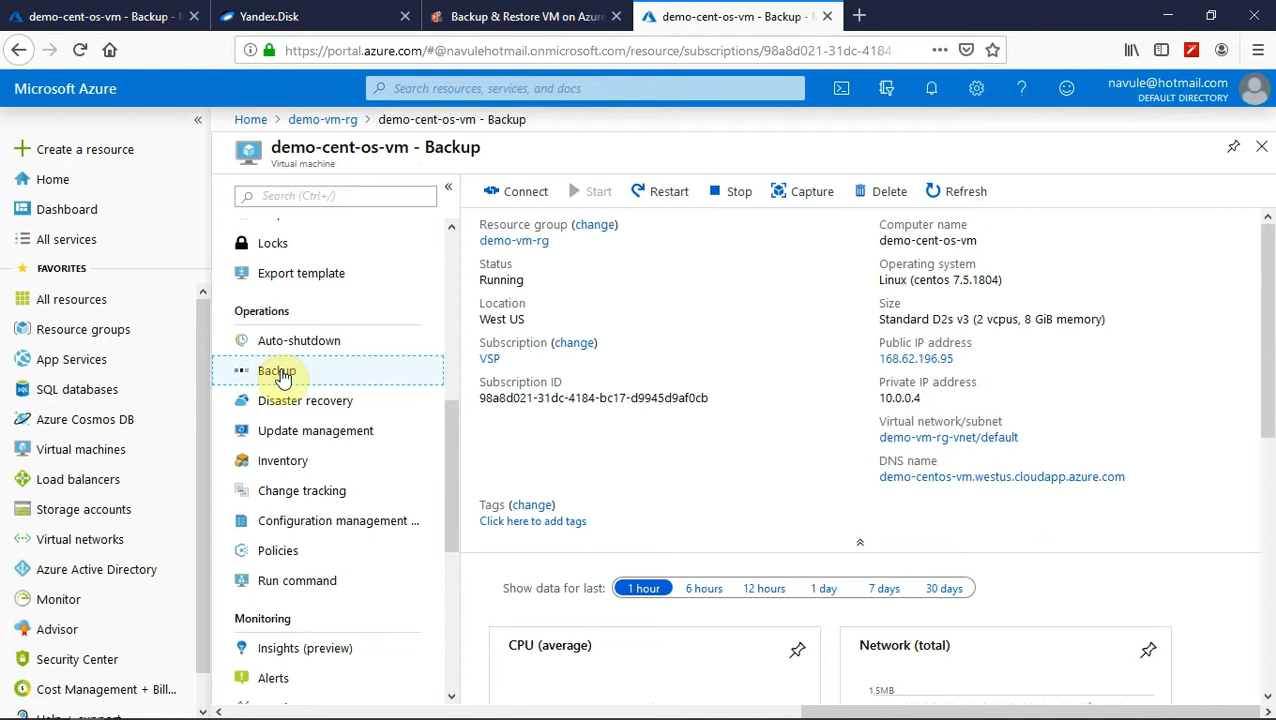 demo-cent-os-vm - Backup -
Yandex.Disk
Backup & Restore VM on Azure
demo-cent-os-vm - Backup -
https://portal.azure.com/#@navulehotmail.onmicrosoft.com/resource/subscriptions/98a8d021-31dc-4184-
Microsoft Azure
Search resources, services, and docs
navule@hotmail.com
DEFAULT DIRECTORY
Create a resource
Home
Dashboard
All services
FAVORITES
All resources
Resource groups
App Services
SQL databases
Azure Cosmos DB
Virtual machines
Load balancers
Storage accounts
Virtual networks
Azure Active Directory
Monitor
Advisor
Security Center
Cost Management + Bill...
Help + support
Home > demo-vm-rg > demo-cent-os-vm - Backup
demo-cent-os-vm - Backup
Virtual machine
Search (Ctrl+/)
Locks
Export template
Operations
Auto-shutdown
Backup
Disaster recovery
Update management
Inventory
Change tracking
Configuration management ...
Policies
Run command
Monitoring
Insights (preview)
Alerts
Connect
Start
Restart
Stop
Capture
Delete
Refresh
Resource group (change)
demo-vm-rg
Status
Running
Location
West US
Subscription (change)
VSP
Subscription ID
98a8d021-31dc-4184-bc17-d9945d9af0cb
Tags (change)
Click here to add tags
Computer name
demo-cent-os-vm
Operating system
Linux (centos 7.5.1804)
Size
Standard D2s v3 (2 vcpus, 8 GiB memory)
Public IP address
168.62.196.95
Private IP address
10.0.0.4
Virtual network/subnet
demo-vm-rg-vnet/default
DNS name
demo-centos-vm.westus.cloudapp.azure.com
Show data for last:
1 hour
6 hours
12 hours
1 day
7 days
30 days
CPU (average)
Network (total)
1.5MB